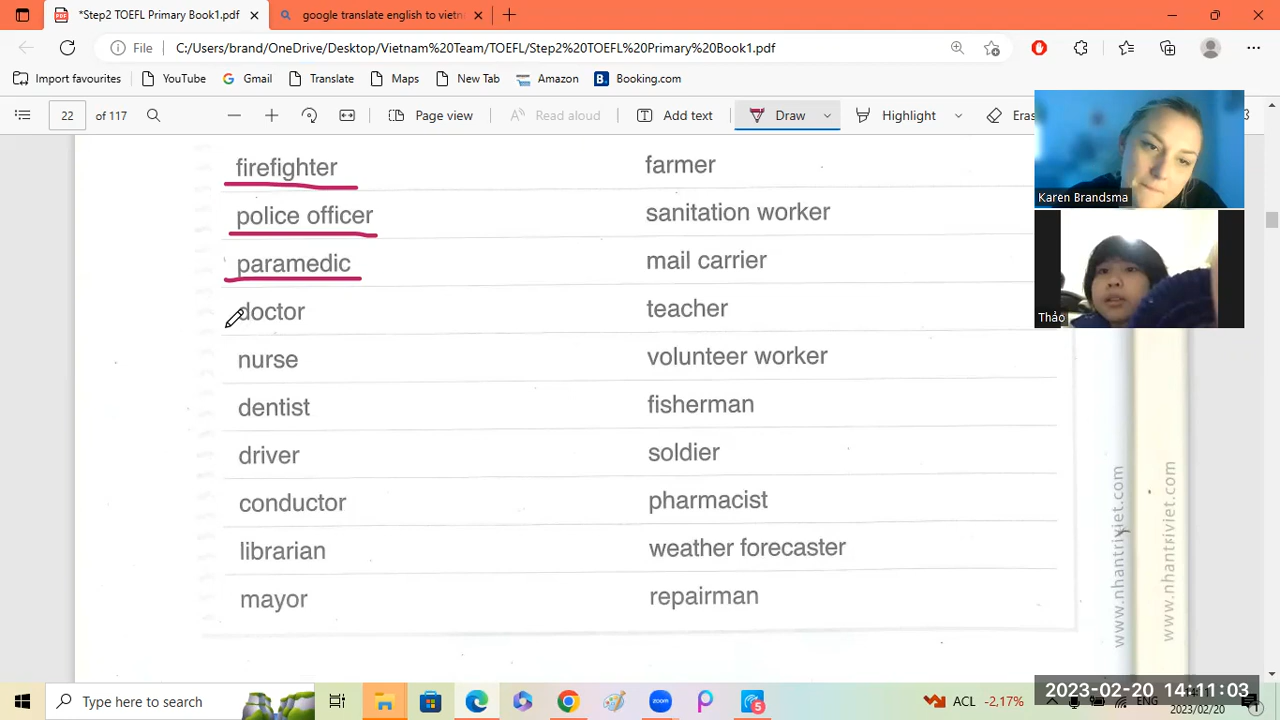 *Step2 TOEFL Primary Book1.pdf
google translate english to vietn
File
C:/Users/brand/OneDrive/Desktop/Vietnam%20Team/TOEFL/Step2%20TOEFL%20Primary%20Book1.pdf
Import favourites
YouTube
Gmail
Translate
Maps
New Tab
Amazon
Booking.com
22 of 117
Page view
Read aloud
Add text
Draw
Highlight
Eras
Karen Brandsma
Thảo
firefighter
police officer
paramedic
doctor
nurse
dentist
driver
conductor
librarian
mayor
farmer
sanitation worker
mail carrier
teacher
volunteer worker
fisherman
soldier
pharmacist
weather forecaster
repairman
www.nhantriviet.com
www.nhantriviet.com
Type here to search
zoom
5
ACL -2,17%
ENG
2023-02-20 14:11:03
2023/02/20
1